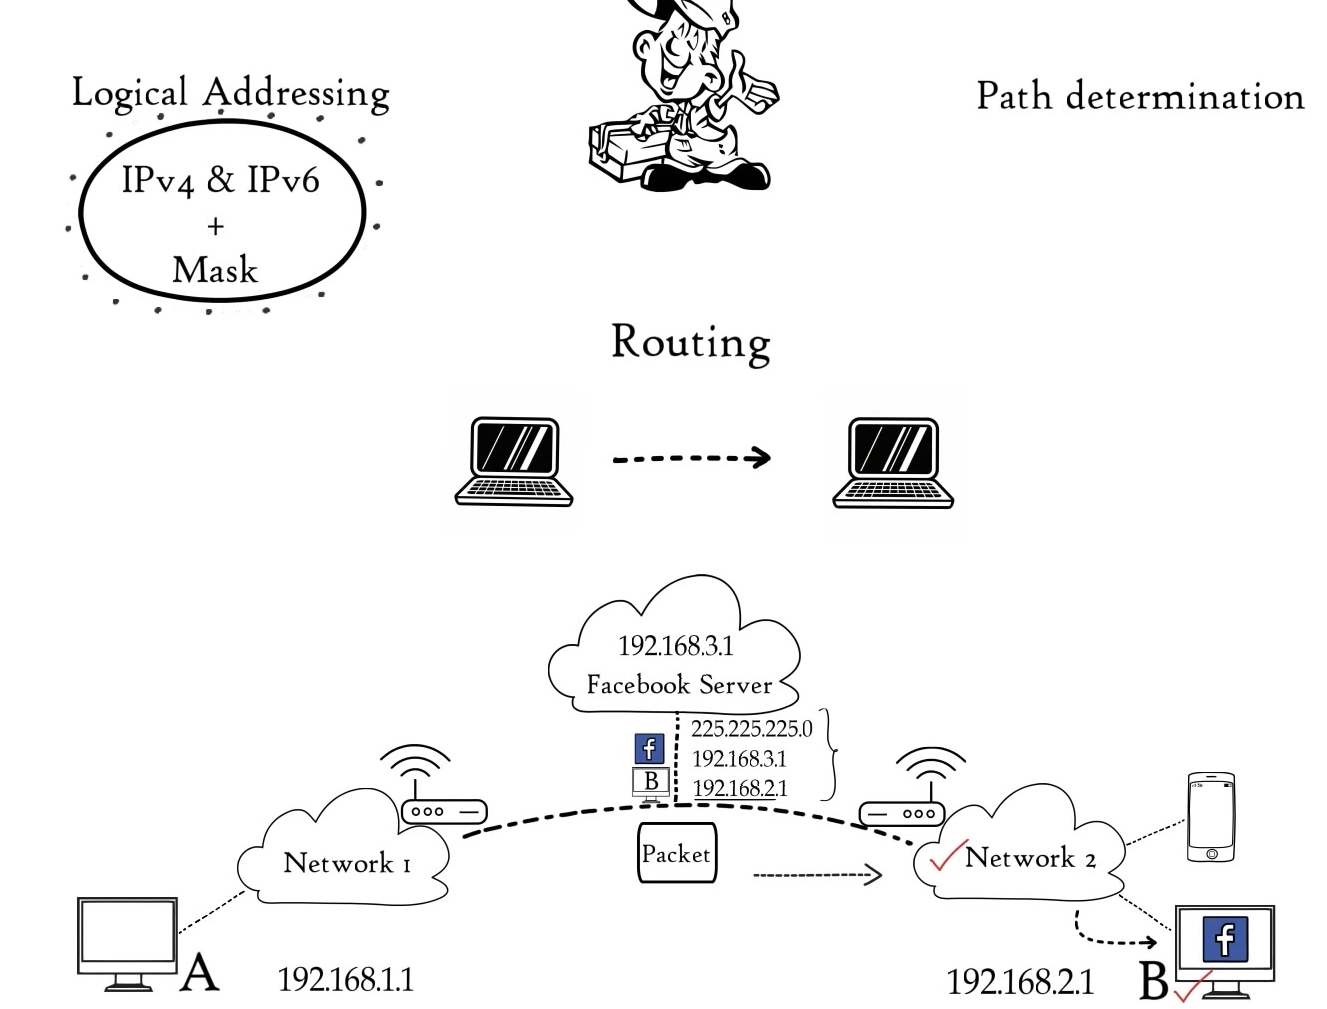 Logical Addressing
Path determination
IPv4 & IPv6
+
Mask
Routing
192.168.3.1
Facebook Server
225.225.225.0
f
192.168.3.1
B
192.168.2.1
Network 1
Packet
Network 2
f
A
192.168.1.1
192.168.2.1
B